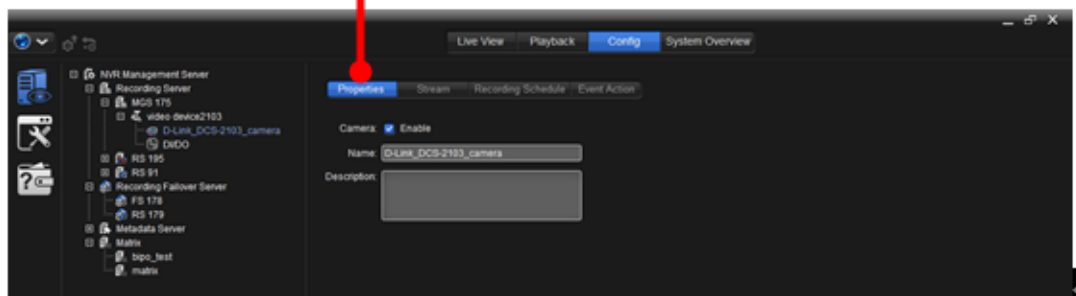 Live View Playback Config System Overview
NVR Management Server
Recording Server
MGS 175
video device2103
D-Link_DCS-2103_camera
DI/DO
RS 195
RS 91
Recording Failover Server
FS 178
RS 179
Metadata Server
Matrix
bipo_test
matrix
Properties Stream Recording Schedule Event Action
Camera: Enable
Name: D-Link_DCS-2103_camera
Description: